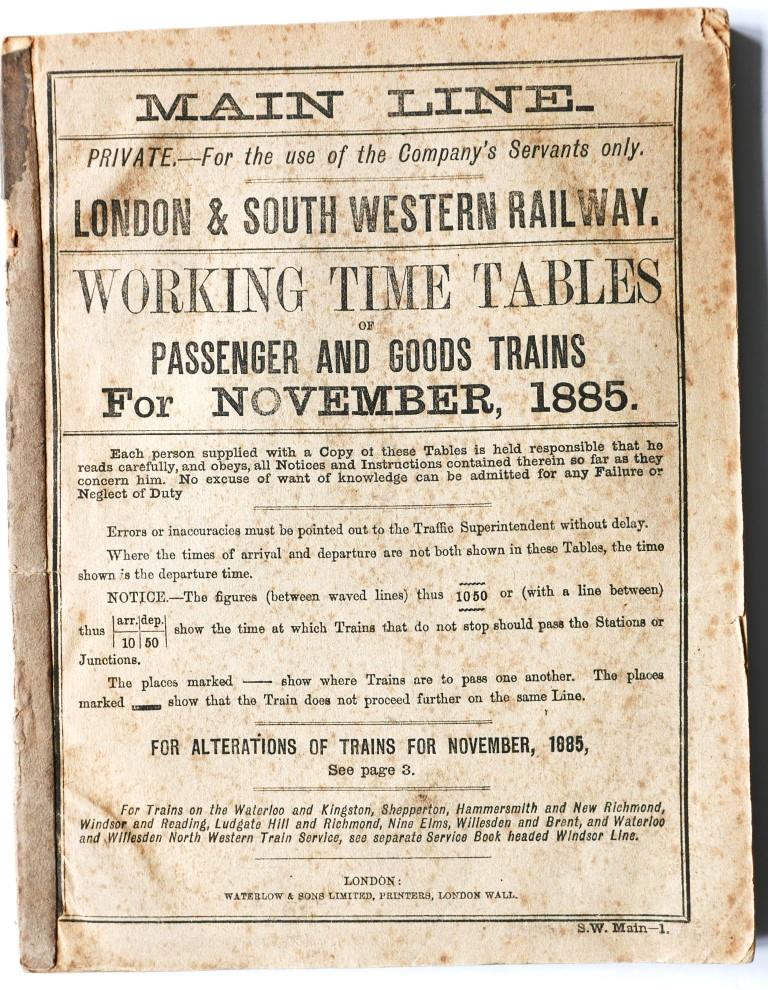 MAIN LINE.
PRIVATE.—For the use of the Company's Servants only.
LONDON & SOUTH WESTERN RAILWAY.
WORKING TIME TABLES
OF
PASSENGER AND GOODS TRAINS
For NOVEMBER, 1885.
Each person supplied with a Copy of these Tables is held responsible that he
reads carefully, and obeys, all Notices and Instructions contained therein so far as they
concern him. No excuse of want of knowledge can be admitted for any Failure or
Neglect of Duty
Errors or inaccuracies must be pointed out to the Traffic Superintendent without delay.
Where the times of arrival and departure are not both shown in these Tables, the time
shown is the departure time.
NOTICE.—The figures (between waved lines) thus 10 50 or (with a line between)
thus arr. dep. 10 50 show the time at which Trains that do not stop should pass the Stations or
Junctions.
The places marked —— show where Trains are to pass one another. The places
marked ▬▬ show that the Train does not proceed further on the same Line.
FOR ALTERATIONS OF TRAINS FOR NOVEMBER, 1885,
See page 3.
For Trains on the Waterloo and Kingston, Shepperton, Hammersmith and New Richmond,
Windsor and Reading, Ludgate Hill and Richmond, Nine Elms, Willesden and Brent, and Waterloo
and Willesden North Western Train Service, see separate Service Book headed Windsor Line.
LONDON:
WATERLOW & SONS LIMITED, PRINTERS, LONDON WALL.
S.W. Main—1.